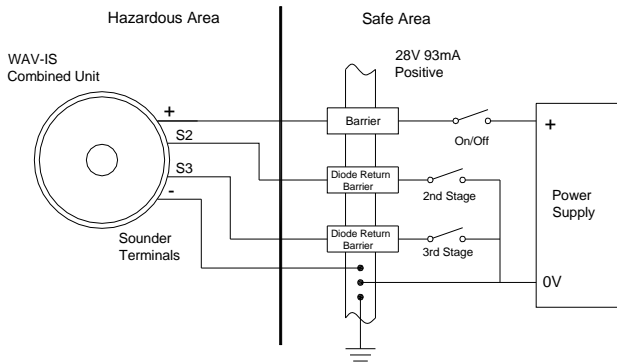 Hazardous Area
Safe Area
WAV-IS
Combined Unit
28V 93mA
Positive
+
Barrier
On/Off
+
S2
Diode Return
Barrier
2nd Stage
S3
Power
Supply
-
Diode Return
Barrier
3rd Stage
Sounder
Terminals
0V